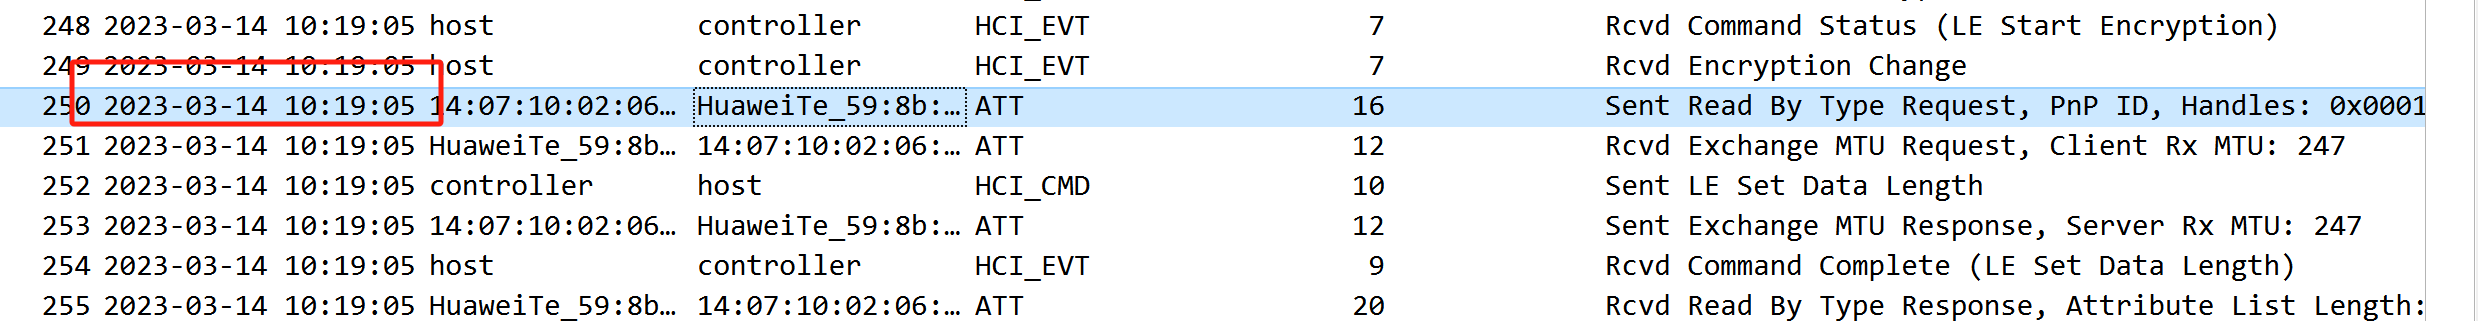 248 2023-03-14 10:19:05 host controller HCI_EVT 7 Rcvd Command Status (LE Start Encryption)
249 2023-03-14 10:19:05 host controller HCI_EVT 7 Rcvd Encryption Change
250 2023-03-14 10:19:05 14:07:10:02:06… HuaweiTe_59:8b:… ATT 16 Sent Read By Type Request, PnP ID, Handles: 0x0001
251 2023-03-14 10:19:05 HuaweiTe_59:8b… 14:07:10:02:06:… ATT 12 Rcvd Exchange MTU Request, Client Rx MTU: 247
252 2023-03-14 10:19:05 controller host HCI_CMD 10 Sent LE Set Data Length
253 2023-03-14 10:19:05 14:07:10:02:06… HuaweiTe_59:8b:… ATT 12 Sent Exchange MTU Response, Server Rx MTU: 247
254 2023-03-14 10:19:05 host controller HCI_EVT 9 Rcvd Command Complete (LE Set Data Length)
255 2023-03-14 10:19:05 HuaweiTe_59:8b… 14:07:10:02:06:… ATT 20 Rcvd Read By Type Response, Attribute List Length: